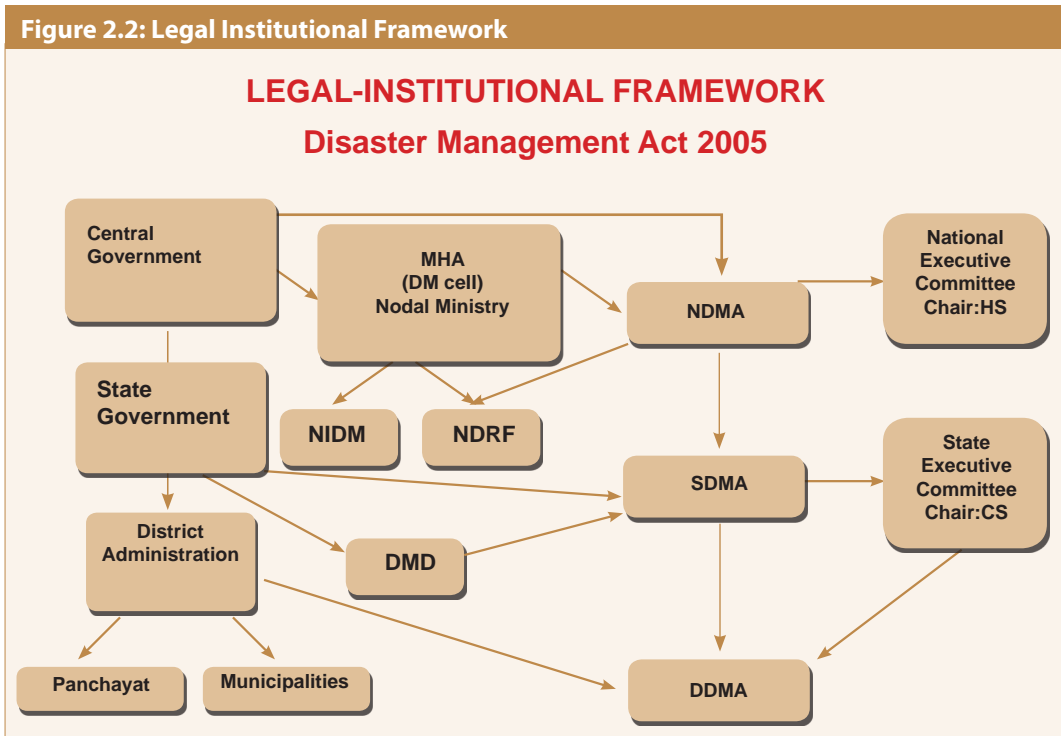 Figure 2.2: Legal Institutional Framework
LEGAL-INSTITUTIONAL FRAMEWORK
Disaster Management Act 2005
Central
Government
MHA
(DM cell)
Nodal Ministry
NDMA
National
Executive
Committee
Chair:HS
State
Government
NIDM
NDRF
SDMA
State
Executive
Committee
Chair:CS
District
Administration
DMD
Panchayat
Municipalities
DDMA